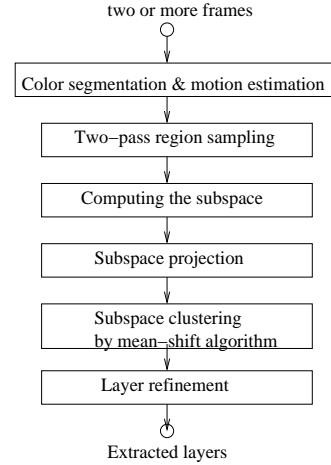 two or more frames
Color segmentation & motion estimation
Two−pass region sampling
Computing the subspace
Subspace projection
Subspace clustering
by mean−shift algorithm
Layer refinement
Extracted layers